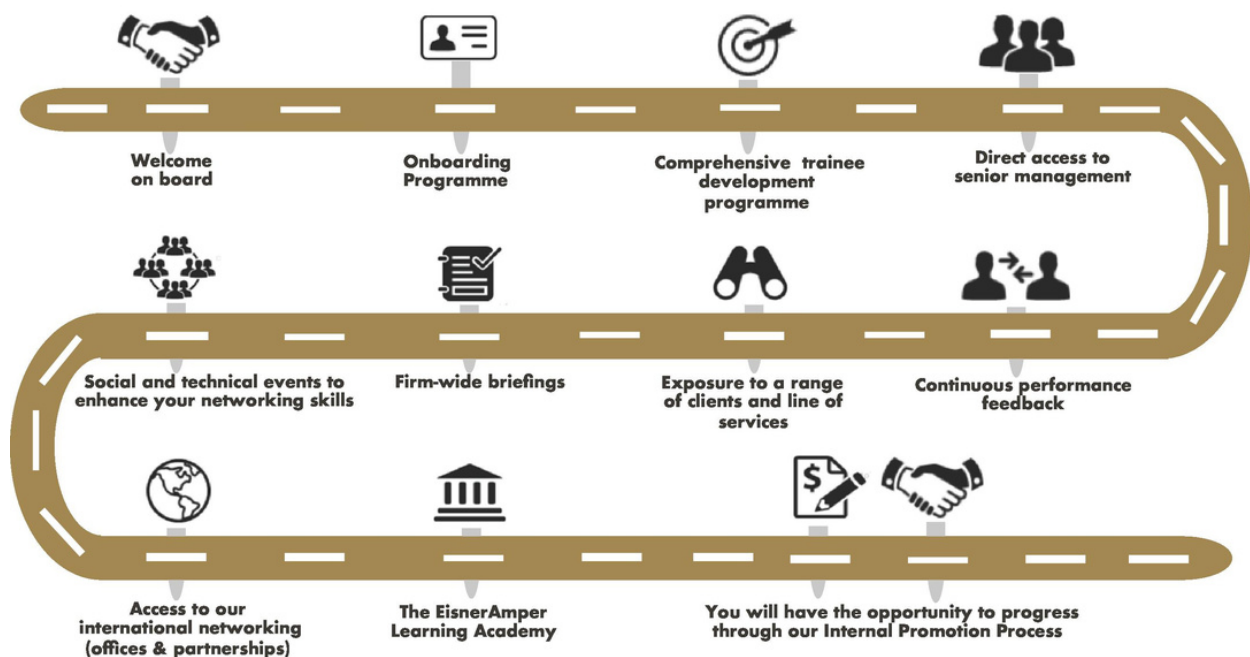 Welcome
on board
Onboarding
Programme
Comprehensive trainee
development
programme
Direct access to
senior management
Social and technical events to
enhance your networking skills
Firm-wide briefings
Exposure to a range
of clients and line of
services
Continuous performance
feedback
Access to our
international networking
(offices & partnerships)
The EisnerAmper
Learning Academy
$
You will have the opportunity to progress
through our Internal Promotion Process